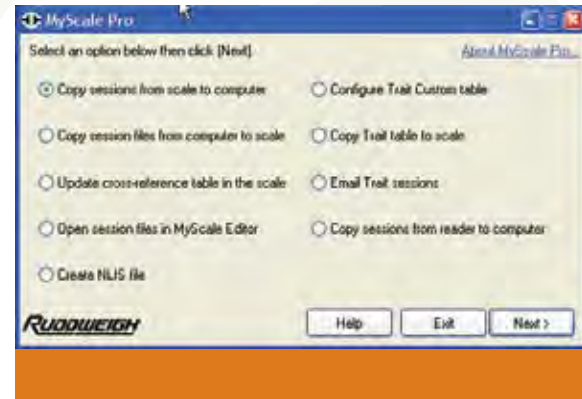 MyScale Pro
Select an option below then click [Next]
About MyScale Pro...
Copy sessions from scale to computer
Configure Trait Custom table
Copy session files from computer to scale
Copy Trait table to scale
Update cross-reference table in the scale
Email Trait sessions
Open session files in MyScale Editor
Copy sessions from reader to computer
Create NLIS file
RUDDWEIGH
Help
Exit
Next >